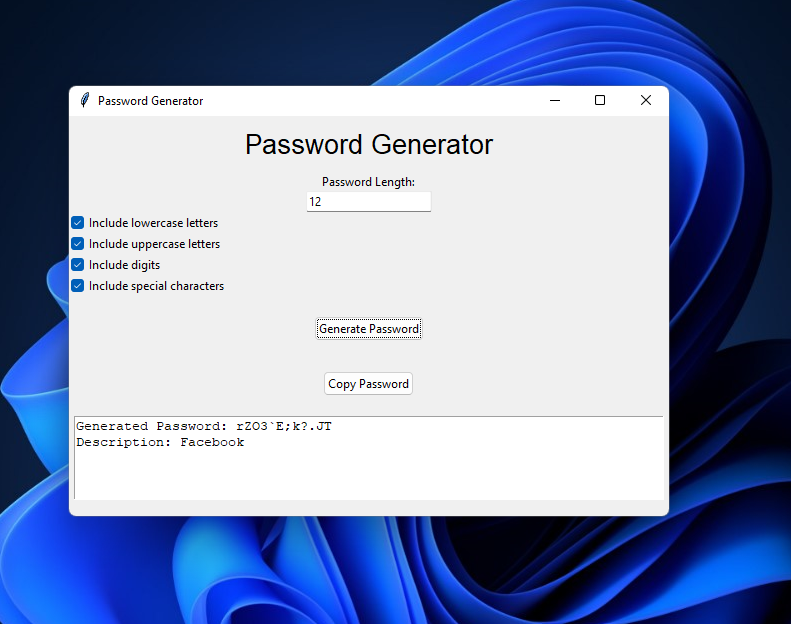 Password Generator
Password Generator
Password Length:
12
Include lowercase letters
Include uppercase letters
Include digits
Include special characters
Generate Password
Copy Password
Generated Password: rZO3`E;k?.JT
Description: Facebook